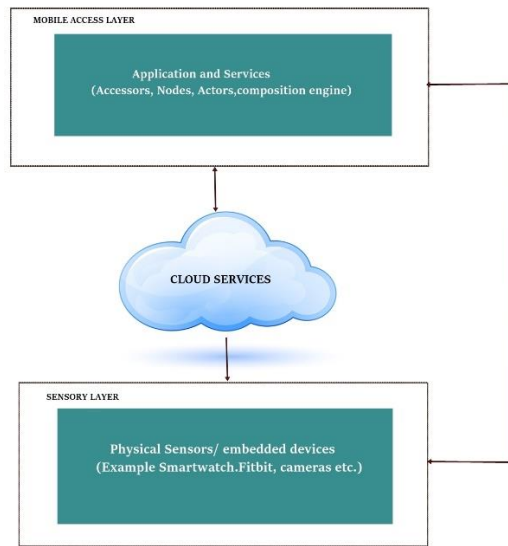 MOBILE ACCESS LAYER
Application and Services
(Accessors, Nodes, Actors,composition engine)
CLOUD SERVICES
SENSORY LAYER
Physical Sensors/ embedded devices
(Example Smartwatch.Fitbit, cameras etc.)